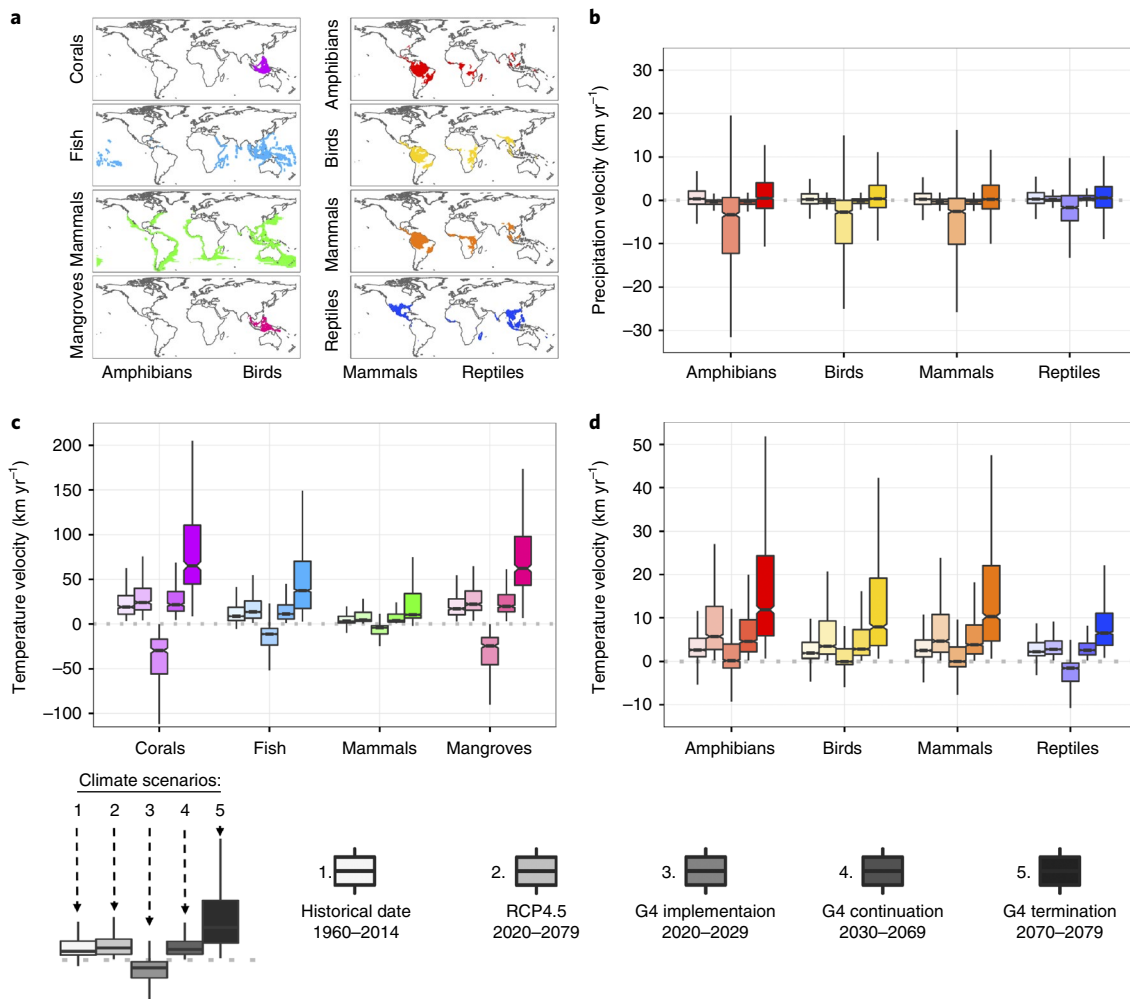 a
Corals
Fish
Mammals
Mangroves
Amphibians
Birds
Mammals
Reptiles
Amphibians Birds Mammals Reptiles
b
Precipitation velocity (km yr−1)
30
20
10
0
−10
−20
−30
Amphibians Birds Mammals Reptiles
c
Temperature velocity (km yr−1)
200
150
100
50
0
−50
−100
Corals Fish Mammals Mangroves
d
Temperature velocity (km yr−1)
50
40
30
20
10
0
−10
Amphibians Birds Mammals Reptiles
Climate scenarios:
1 2 3 4 5
1.
Historical date
1960–2014
2.
RCP4.5
2020–2079
3.
G4 implementaion
2020–2029
4.
G4 continuation
2030–2069
5.
G4 termination
2070–2079